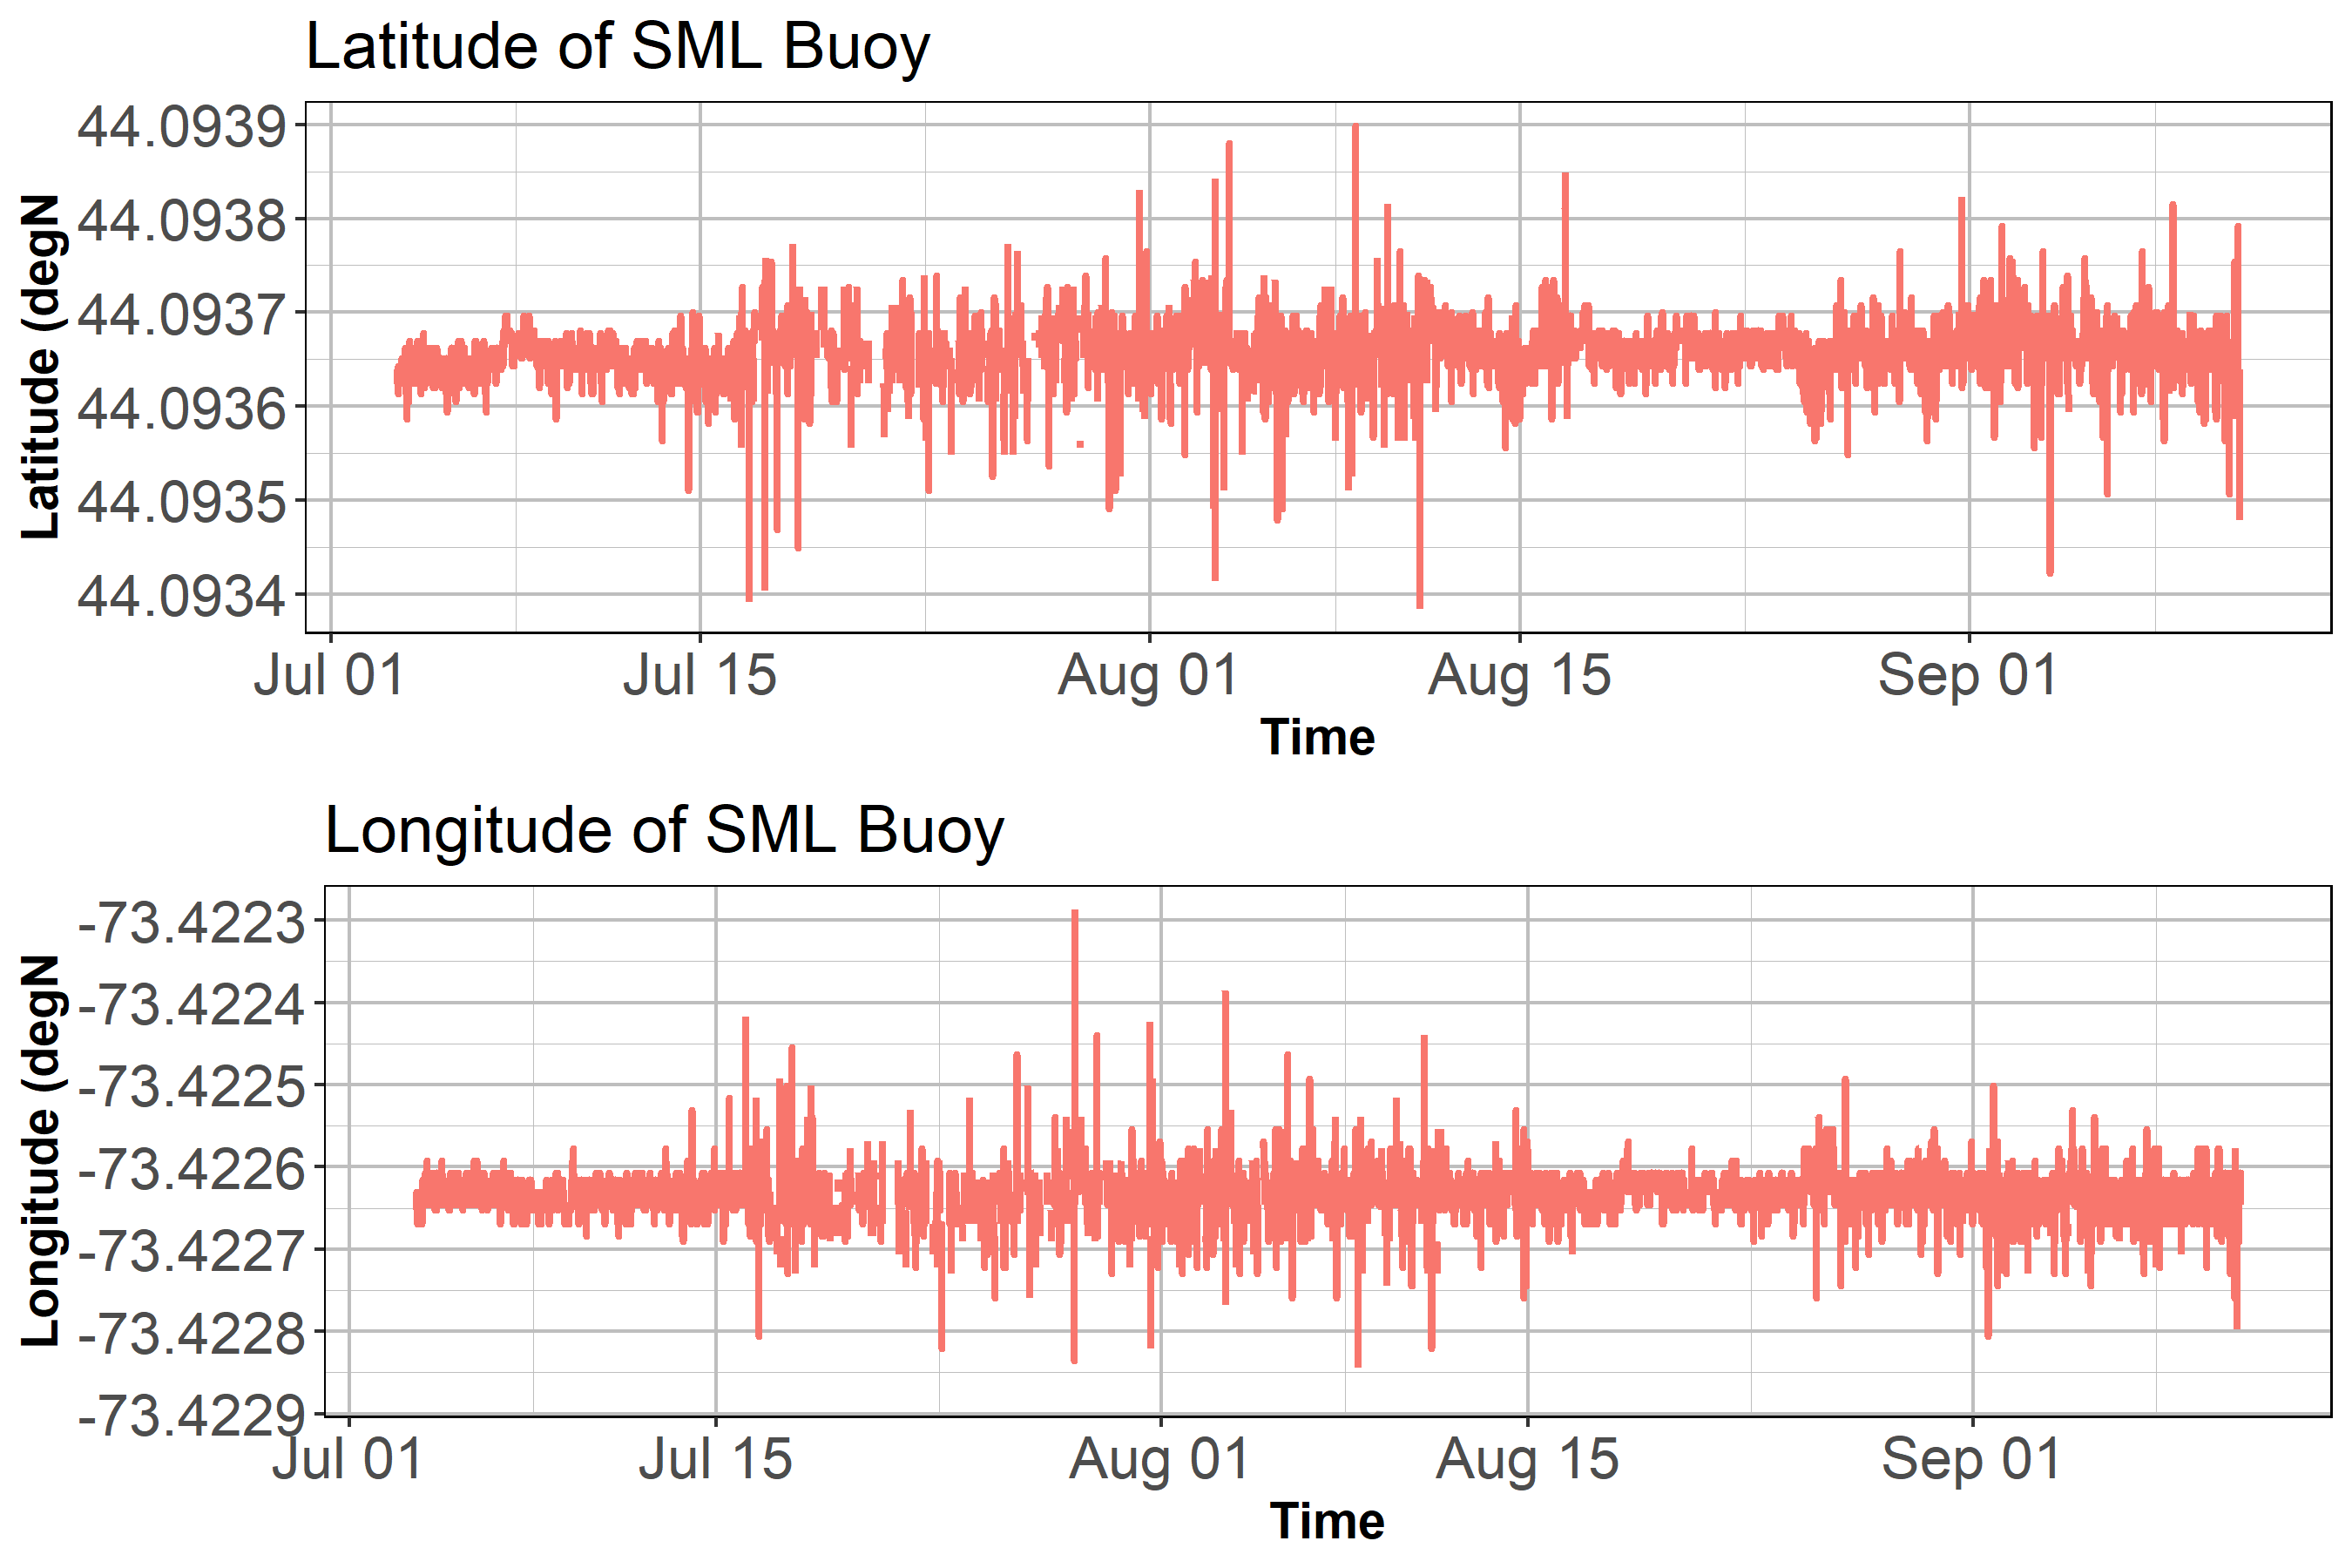 Latitude of SML Buoy
44.0939
44.0938
44.0937
44.0936
44.0935
44.0934
Latitude (degN
Jul 01 Jul 15 Aug 01 Aug 15 Sep 01
Time
Longitude of SML Buoy
-73.4223
-73.4224
-73.4225
-73.4226
-73.4227
-73.4228
-73.4229
Longitude (degN
Jul 01 Jul 15 Aug 01 Aug 15 Sep 01
Time